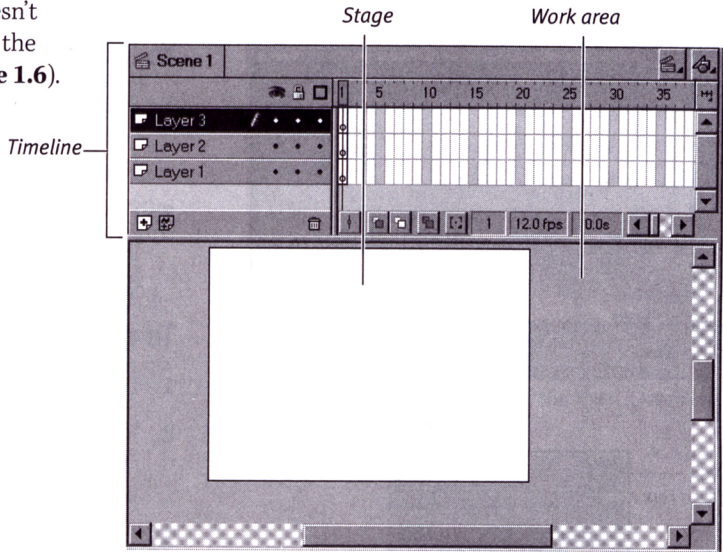 sn't
the
e 1.6).
Stage Work area
Timeline
Scene 1
1 5 10 15 20 25 30 35
Layer 3
Layer 2
Layer 1
1 12.0 fps 0.0s